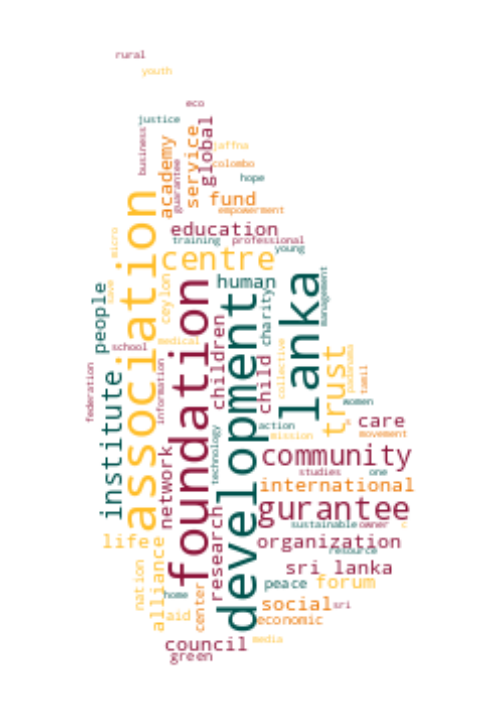 rural
youth
eco
justice
business
global
service
academy
guarantee
jaffna
colombo
hope
fund
empowerment
education
training
professional
young
centre
association
micro
ceylon
save
people
human
management
lanka
foundation
development
charity
children
child
medical
school
information
federation
institute
collective
trust
tamil
women
care
movement
action
mission
technology
network
community
studies
one
international
gurantee
sustainable
owner
c
research
organization
resource
life
alliance
nation
sri lanka
peace
forum
home
center
aid
social
sri
economic
council
media
green